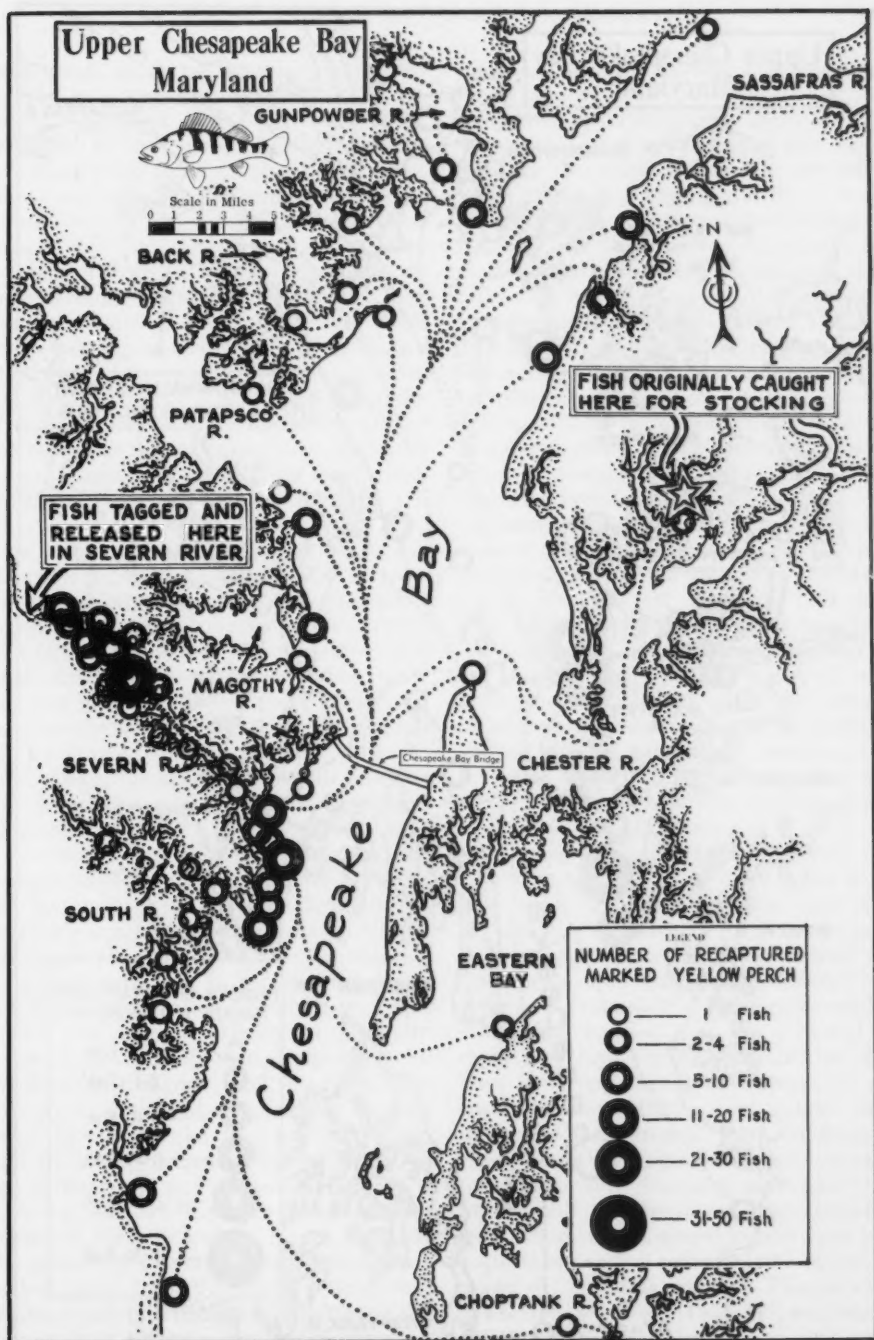 Upper Chesapeake Bay
Maryland
SASSAFRAS R.
GUNPOWDER R.
Scale in Miles
0 1 2 3 4 5
BACK R.
N
FISH ORIGINALLY CAUGHT
HERE FOR STOCKING
PATAPSCO
R.
FISH TAGGED AND
RELEASED HERE
IN SEVERN RIVER
Bay
MAGOTHY
R.
SEVERN R.
Chesapeake Bay Bridge
CHESTER R.
Chesapeake
SOUTH R.
EASTERN
BAY
LEGEND
NUMBER OF RECAPTURED
MARKED YELLOW PERCH
1 Fish
2-4 Fish
5-10 Fish
11-20 Fish
21-30 Fish
31-50 Fish
CHOPTANK R.